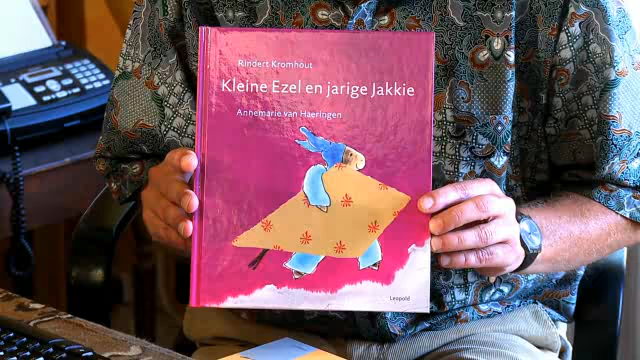 Rindert Kromhout
Kleine Ezel en jarige Jakkie
Annemarie van Haeringen
Leopold